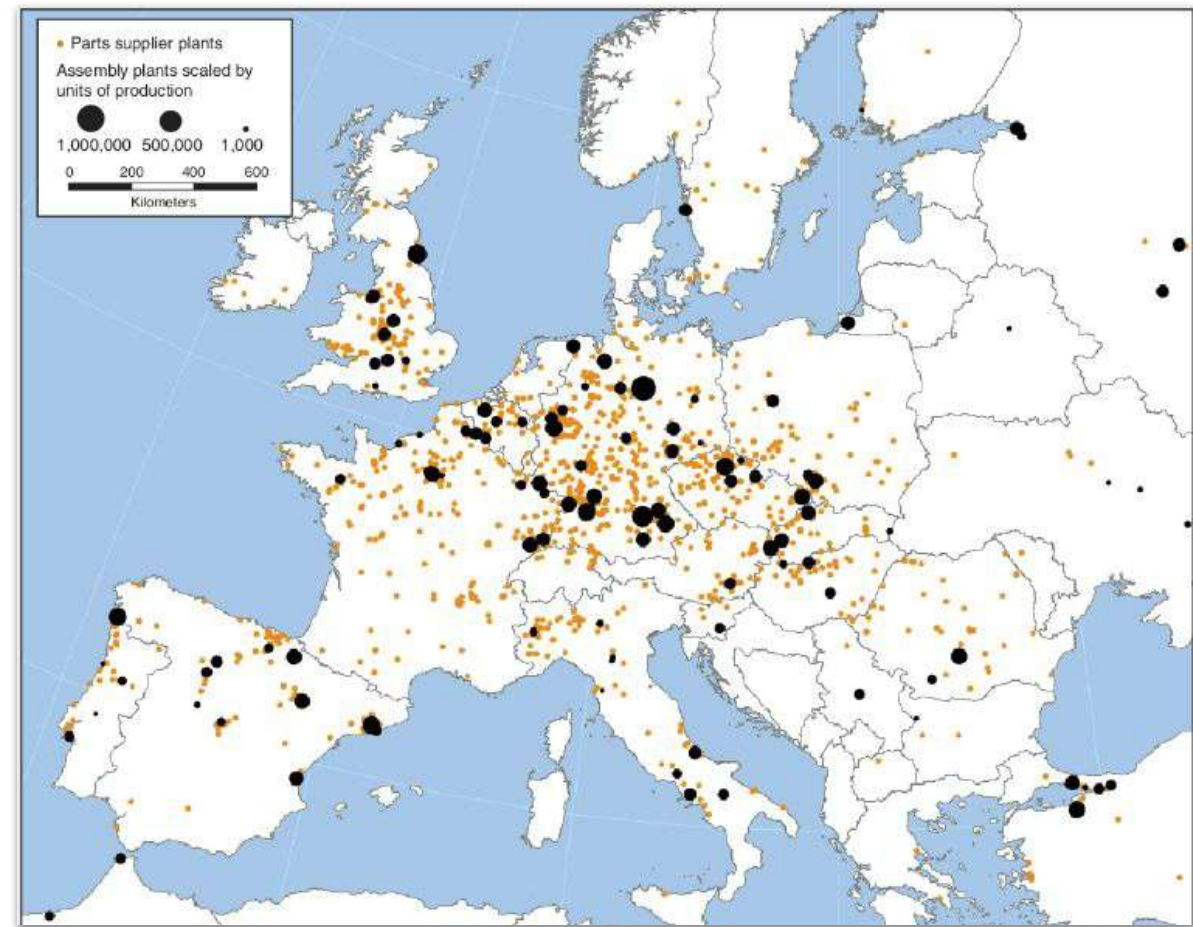 Parts supplier plants
Assembly plants scaled by
units of production
1,000,000 500,000 1,000
0 200 400 600
Kilometers